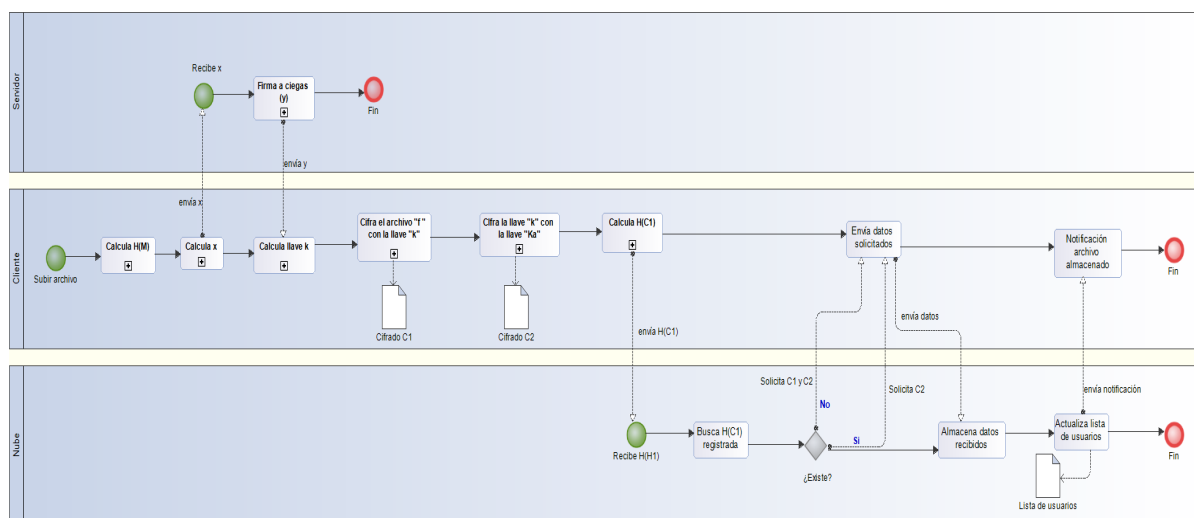 Servidor
Recibe x
Firma a ciegas
(y)
Fin
envía y
envía x
Cliente
Subir archivo
Calcula H(M)
Calcula x
Calcula llave k
Cifra el archivo "f"
con la llave "k"
Cifrado C1
CIfra la llave "k" con
la llave "Ka"
Cifrado C2
Calcula H(C1)
envía H(C1)
Envía datos
solicitados
envía datos
Notificación
archivo
almacenado
Fin
Nube
Recibe H(H1)
Busca H(C1)
registrada
¿Existe?
Solicita C1 y C2
No
Solicita C2
Si
Almacena datos
recibidos
envía notificación
Actualiza lista
de usuarios
Lista de usuarios
Fin